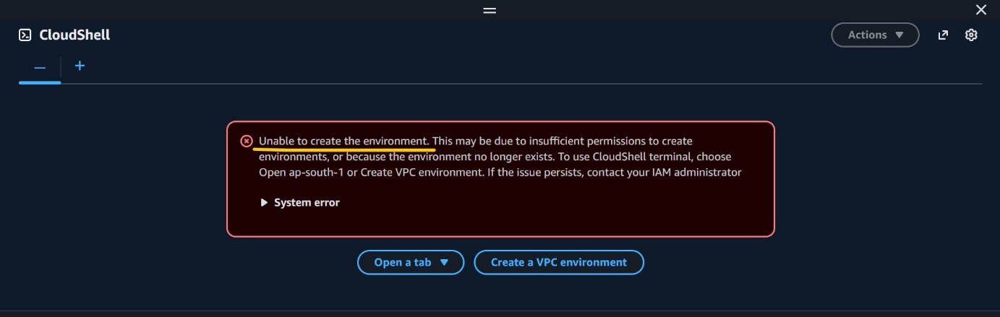 CloudShell
Actions
Unable to create the environment. This may be due to insufficient permissions to create
environments, or because the environment no longer exists. To use CloudShell terminal, choose
Open ap-south-1 or Create VPC environment. If the issue persists, contact your IAM administrator
System error
Open a tab
Create a VPC environment